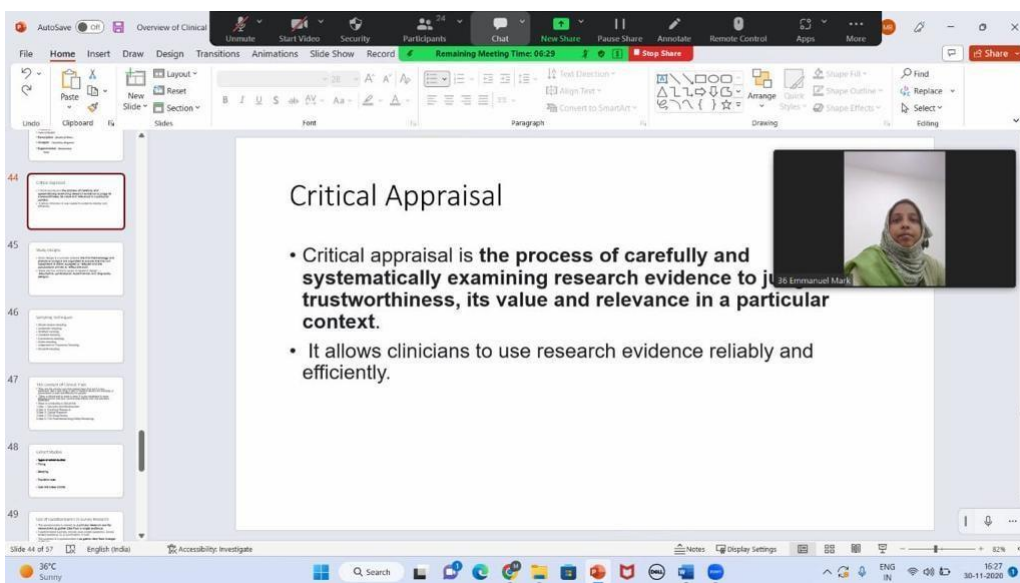 AutoSave Off
Overview of Clinical
24
Unmute
Start Video
Security
Participants
Chat
New Share
Pause Share
Annotate
Remote Control
Apps
More
MB
File Home Insert Draw Design Transitions Animations Slide Show Record
Remaining Meeting Time: 06:29
Stop Share
Share
Paste
New
Slide
Layout
Reset
Section
28
Text Direction
Align Text
Convert to SmartArt
Arrange
Quick
Styles
Shape Fill
Shape Outline
Shape Effects
Find
Replace
Select
Undo
Clipboard
Slides
Font
Paragraph
Drawing
Editing
44
45
46
47
48
49
Critical Appraisal
36 Emmanuel Mark
• Critical appraisal is the process of carefully and
systematically examining research evidence to
trustworthiness, its value and relevance in a particular
context.
• It allows clinicians to use research evidence reliably and
efficiently.
Slide 44 of 57
English (India)
Accessibility: Investigate
Notes
Display Settings
82%
36°C
Sunny
Search
ENG
IN
16:27
30-11-2020